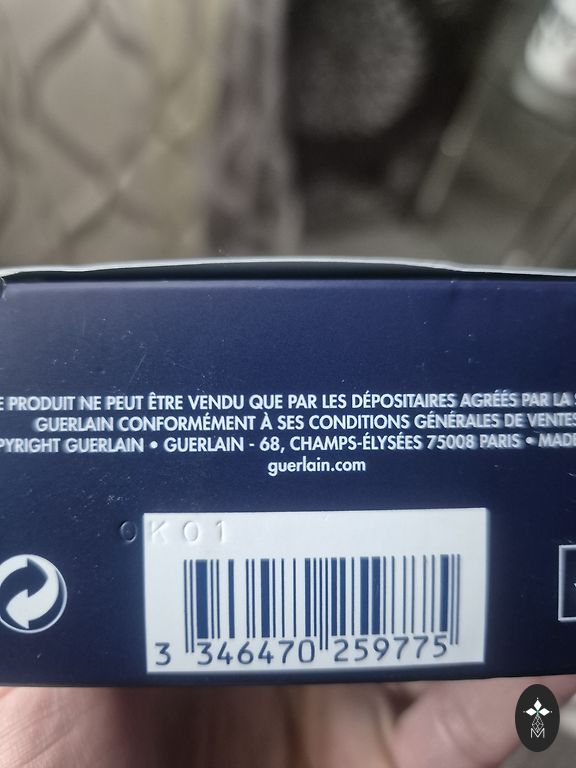 E PRODUIT NE PEUT ÊTRE VENDU QUE PAR LES DÉPOSITAIRES AGRÉÉS PAR LA S
GUERLAIN CONFORMÉMENT À SES CONDITIONS GÉNÉRALES DE VENTES
PYRIGHT GUERLAIN • GUERLAIN - 68, CHAMPS-ÉLYSÉES 75008 PARIS • MADE
guerlain.com
OK01
3 346470 259775
M